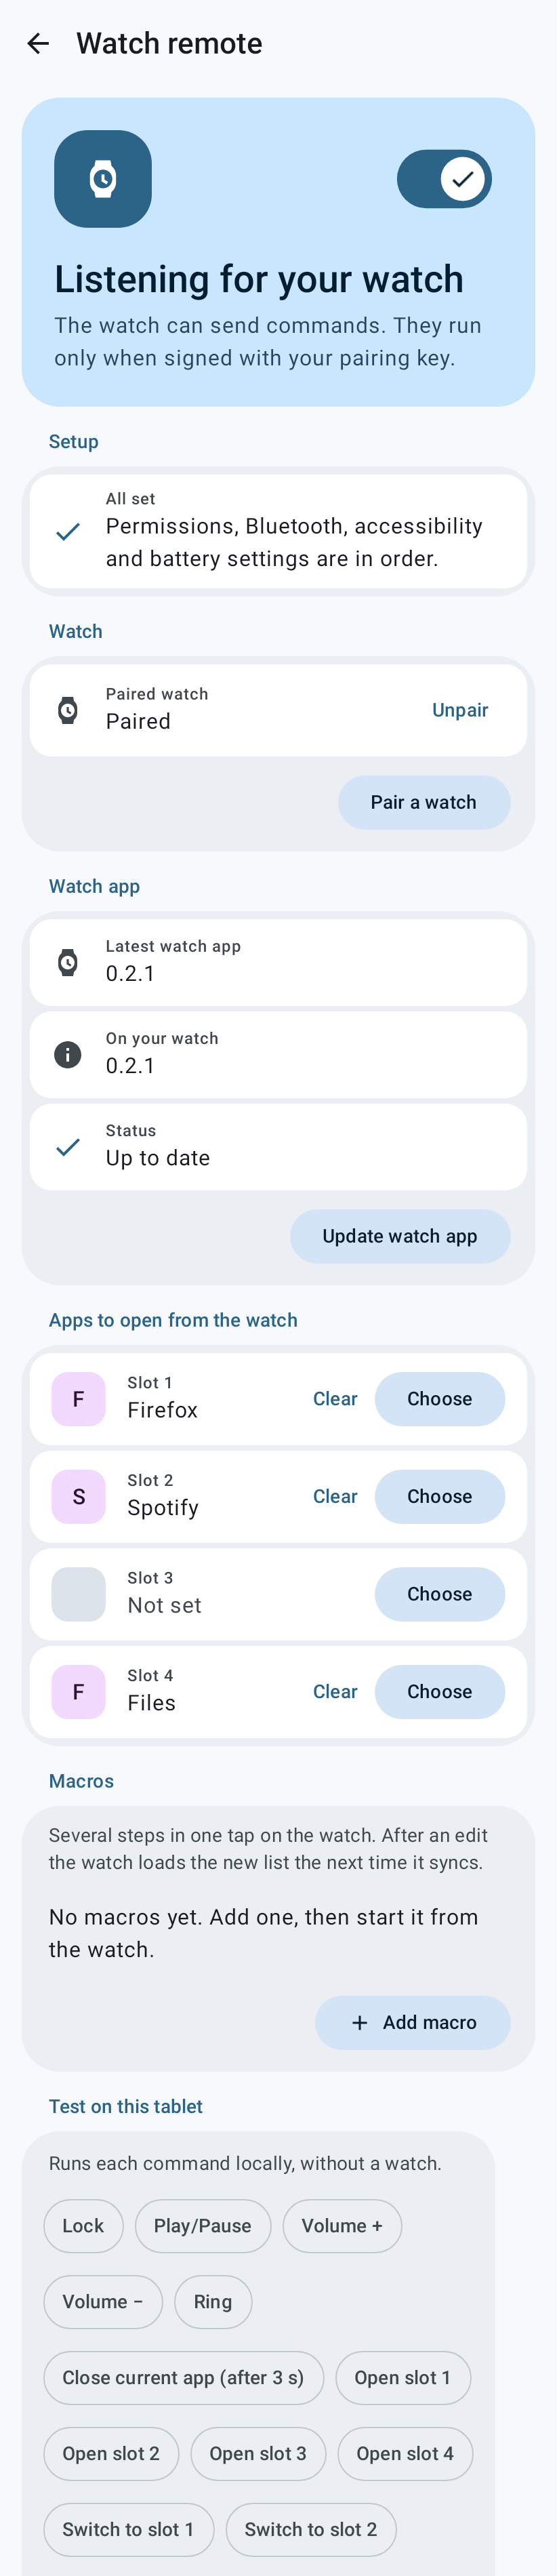 Watch remote
Listening for your watch
The watch can send commands. They run
only when signed with your pairing key.
Setup
All set
Permissions, Bluetooth, accessibility
and battery settings are in order.
Watch
Paired watch
Paired
Unpair
Pair a watch
Watch app
Latest watch app
0.2.1
On your watch
0.2.1
Status
Up to date
Update watch app
Apps to open from the watch
F
Slot 1
Firefox
Clear
Choose
S
Slot 2
Spotify
Clear
Choose
Slot 3
Not set
Choose
F
Slot 4
Files
Clear
Choose
Macros
Several steps in one tap on the watch. After an edit
the watch loads the new list the next time it syncs.
No macros yet. Add one, then start it from
the watch.
+ Add macro
Test on this tablet
Runs each command locally, without a watch.
Lock
Play/Pause
Volume +
Volume −
Ring
Close current app (after 3 s)
Open slot 1
Open slot 2
Open slot 3
Open slot 4
Switch to slot 1
Switch to slot 2